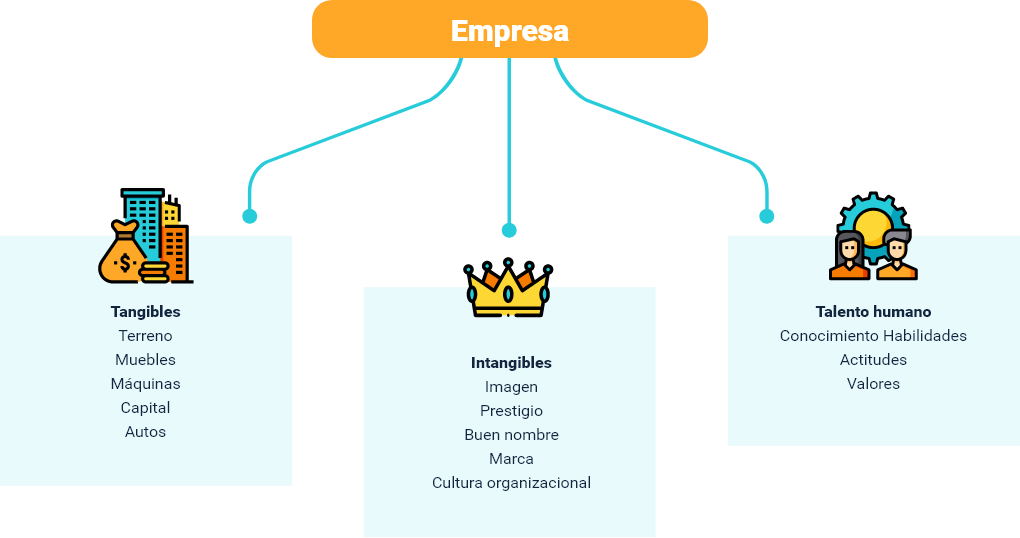 Empresa
Tangibles
Terreno
Muebles
Máquinas
Capital
Autos
Intangibles
Imagen
Prestigio
Buen nombre
Marca
Cultura organizacional
Talento humano
Conocimiento Habilidades
Actitudes
Valores